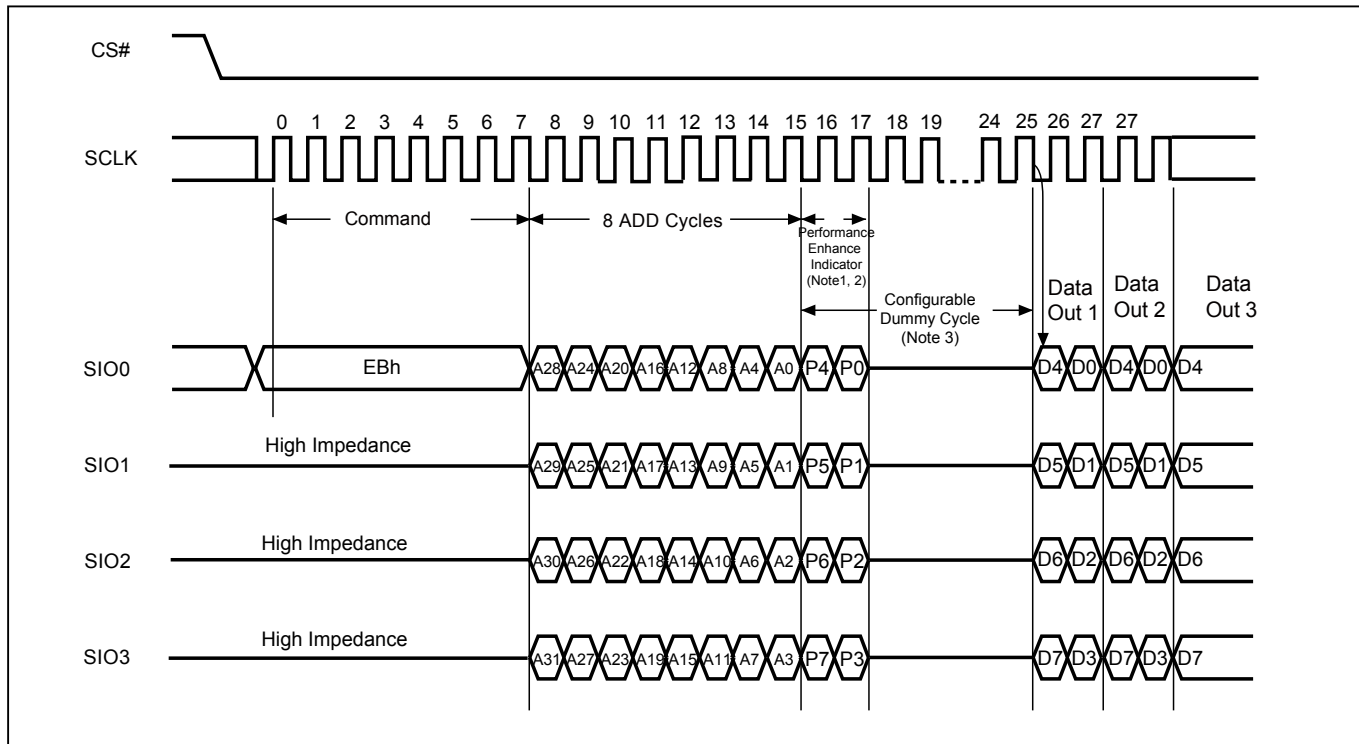 CS#
0 1 2 3 4 5 6 7 8 9 10 11 12 13 14 15 16 17 18 19 24 25 26 27 27
SCLK
Command
8 ADD Cycles
Performance
Enhance
Indicator
(Note1, 2)
Configurable
Dummy Cycle
(Note 3)
Data
Out 1
Data
Out 2
Data
Out 3
SIO0
EBh
A28 A24 A20 A16 A12 A8 A4 A0 P4 P0 D4 D0 D4 D0 D4
High Impedance
SIO1
A29 A25 A21 A17 A13 A9 A5 A1 P5 P1 D5 D1 D5 D1 D5
High Impedance
SIO2
A30 A26 A22 A18 A14 A10 A6 A2 P6 P2 D6 D2 D6 D2 D6
High Impedance
SIO3
A31 A27 A23 A19 A15 A11 A7 A3 P7 P3 D7 D3 D7 D3 D7